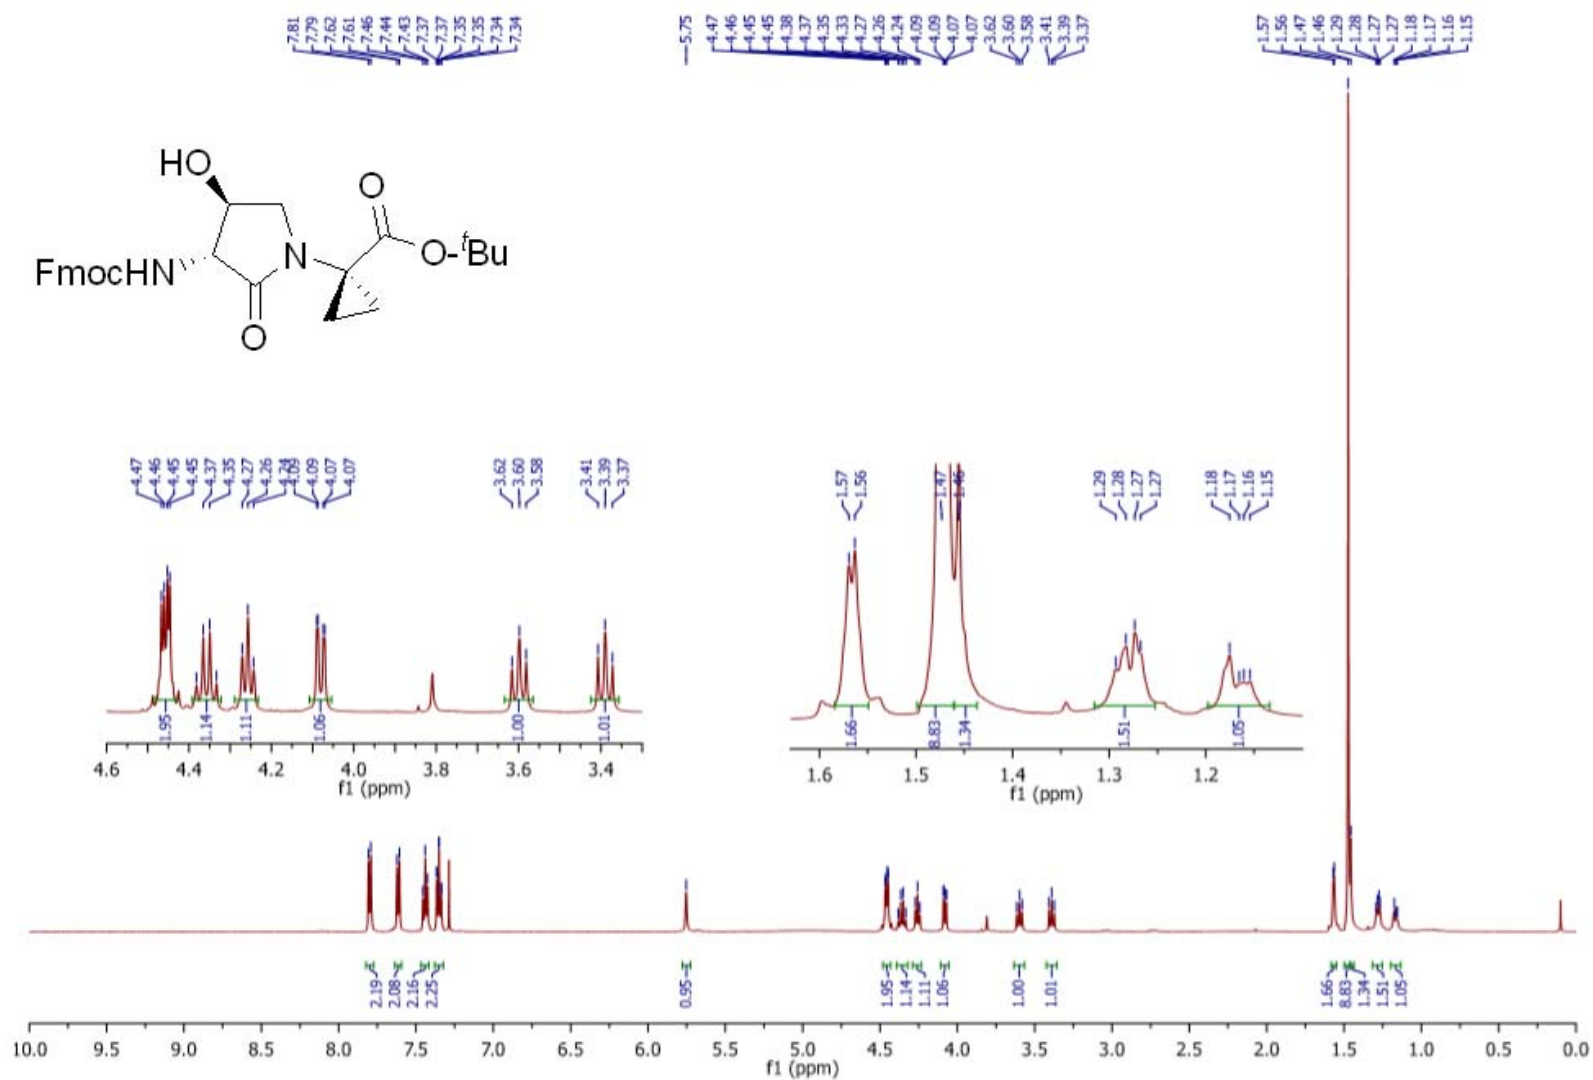 7.81 7.79 7.62 7.61 7.46 7.44 7.43 7.37 7.37 7.35 7.35 7.34 7.34 5.75 4.47 4.46 4.45 4.45 4.38 4.37 4.35 4.33 4.27 4.26 4.24 4.09 4.09 4.07 4.07 3.62 3.60 3.58 3.41 3.39 3.37 1.57 1.56 1.47 1.46 1.29 1.28 1.27 1.27 1.18 1.17 1.16 1.15
HO
O
N
O-tBu
FmocHN
O
4.47 4.46 4.45 4.45 4.37 4.35 4.27 4.26 4.24 4.09 4.09 4.07 4.07 3.62 3.60 3.58 3.41 3.39 3.37
1.57 1.56 1.47 1.46 1.29 1.28 1.27 1.27 1.18 1.17 1.16 1.15
1.95 1.14 1.11 1.06 1.00 1.01
4.6 4.4 4.2 4.0 3.8 3.6 3.4
f1 (ppm)
1.66 8.83 1.34 1.51 1.05
1.6 1.5 1.4 1.3 1.2
f1 (ppm)
2.19 2.08 2.16 2.25 0.95 1.95 1.14 1.11 1.06 1.00 1.01 1.66 8.83 1.34 1.51 1.05
10.0 9.5 9.0 8.5 8.0 7.5 7.0 6.5 6.0 5.5 5.0 4.5 4.0 3.5 3.0 2.5 2.0 1.5 1.0 0.5 0.0
f1 (ppm)